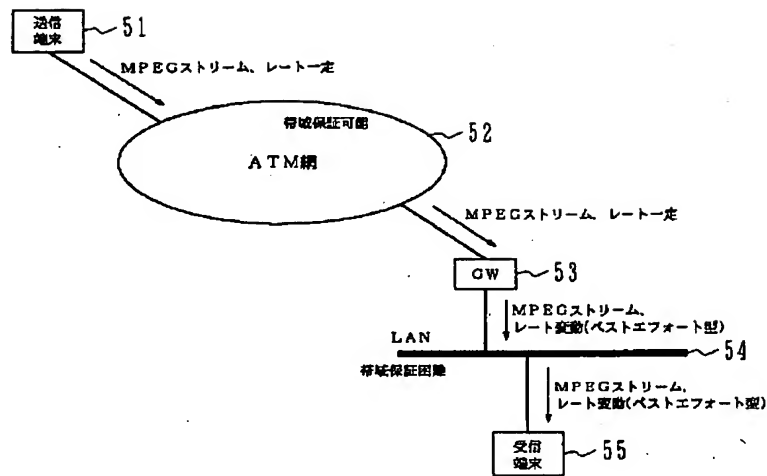 送信
端末
51
MPEGストリーム、レート一定
帯域保証可能
52
ATM網
MPEGストリーム、レート一定
GW
53
MPEGストリーム、
レート変動(ベストエフォート型)
LAN
54
帯域保証困難
MPEGストリーム、
レート変動(ベストエフォート型)
受信
端末
55